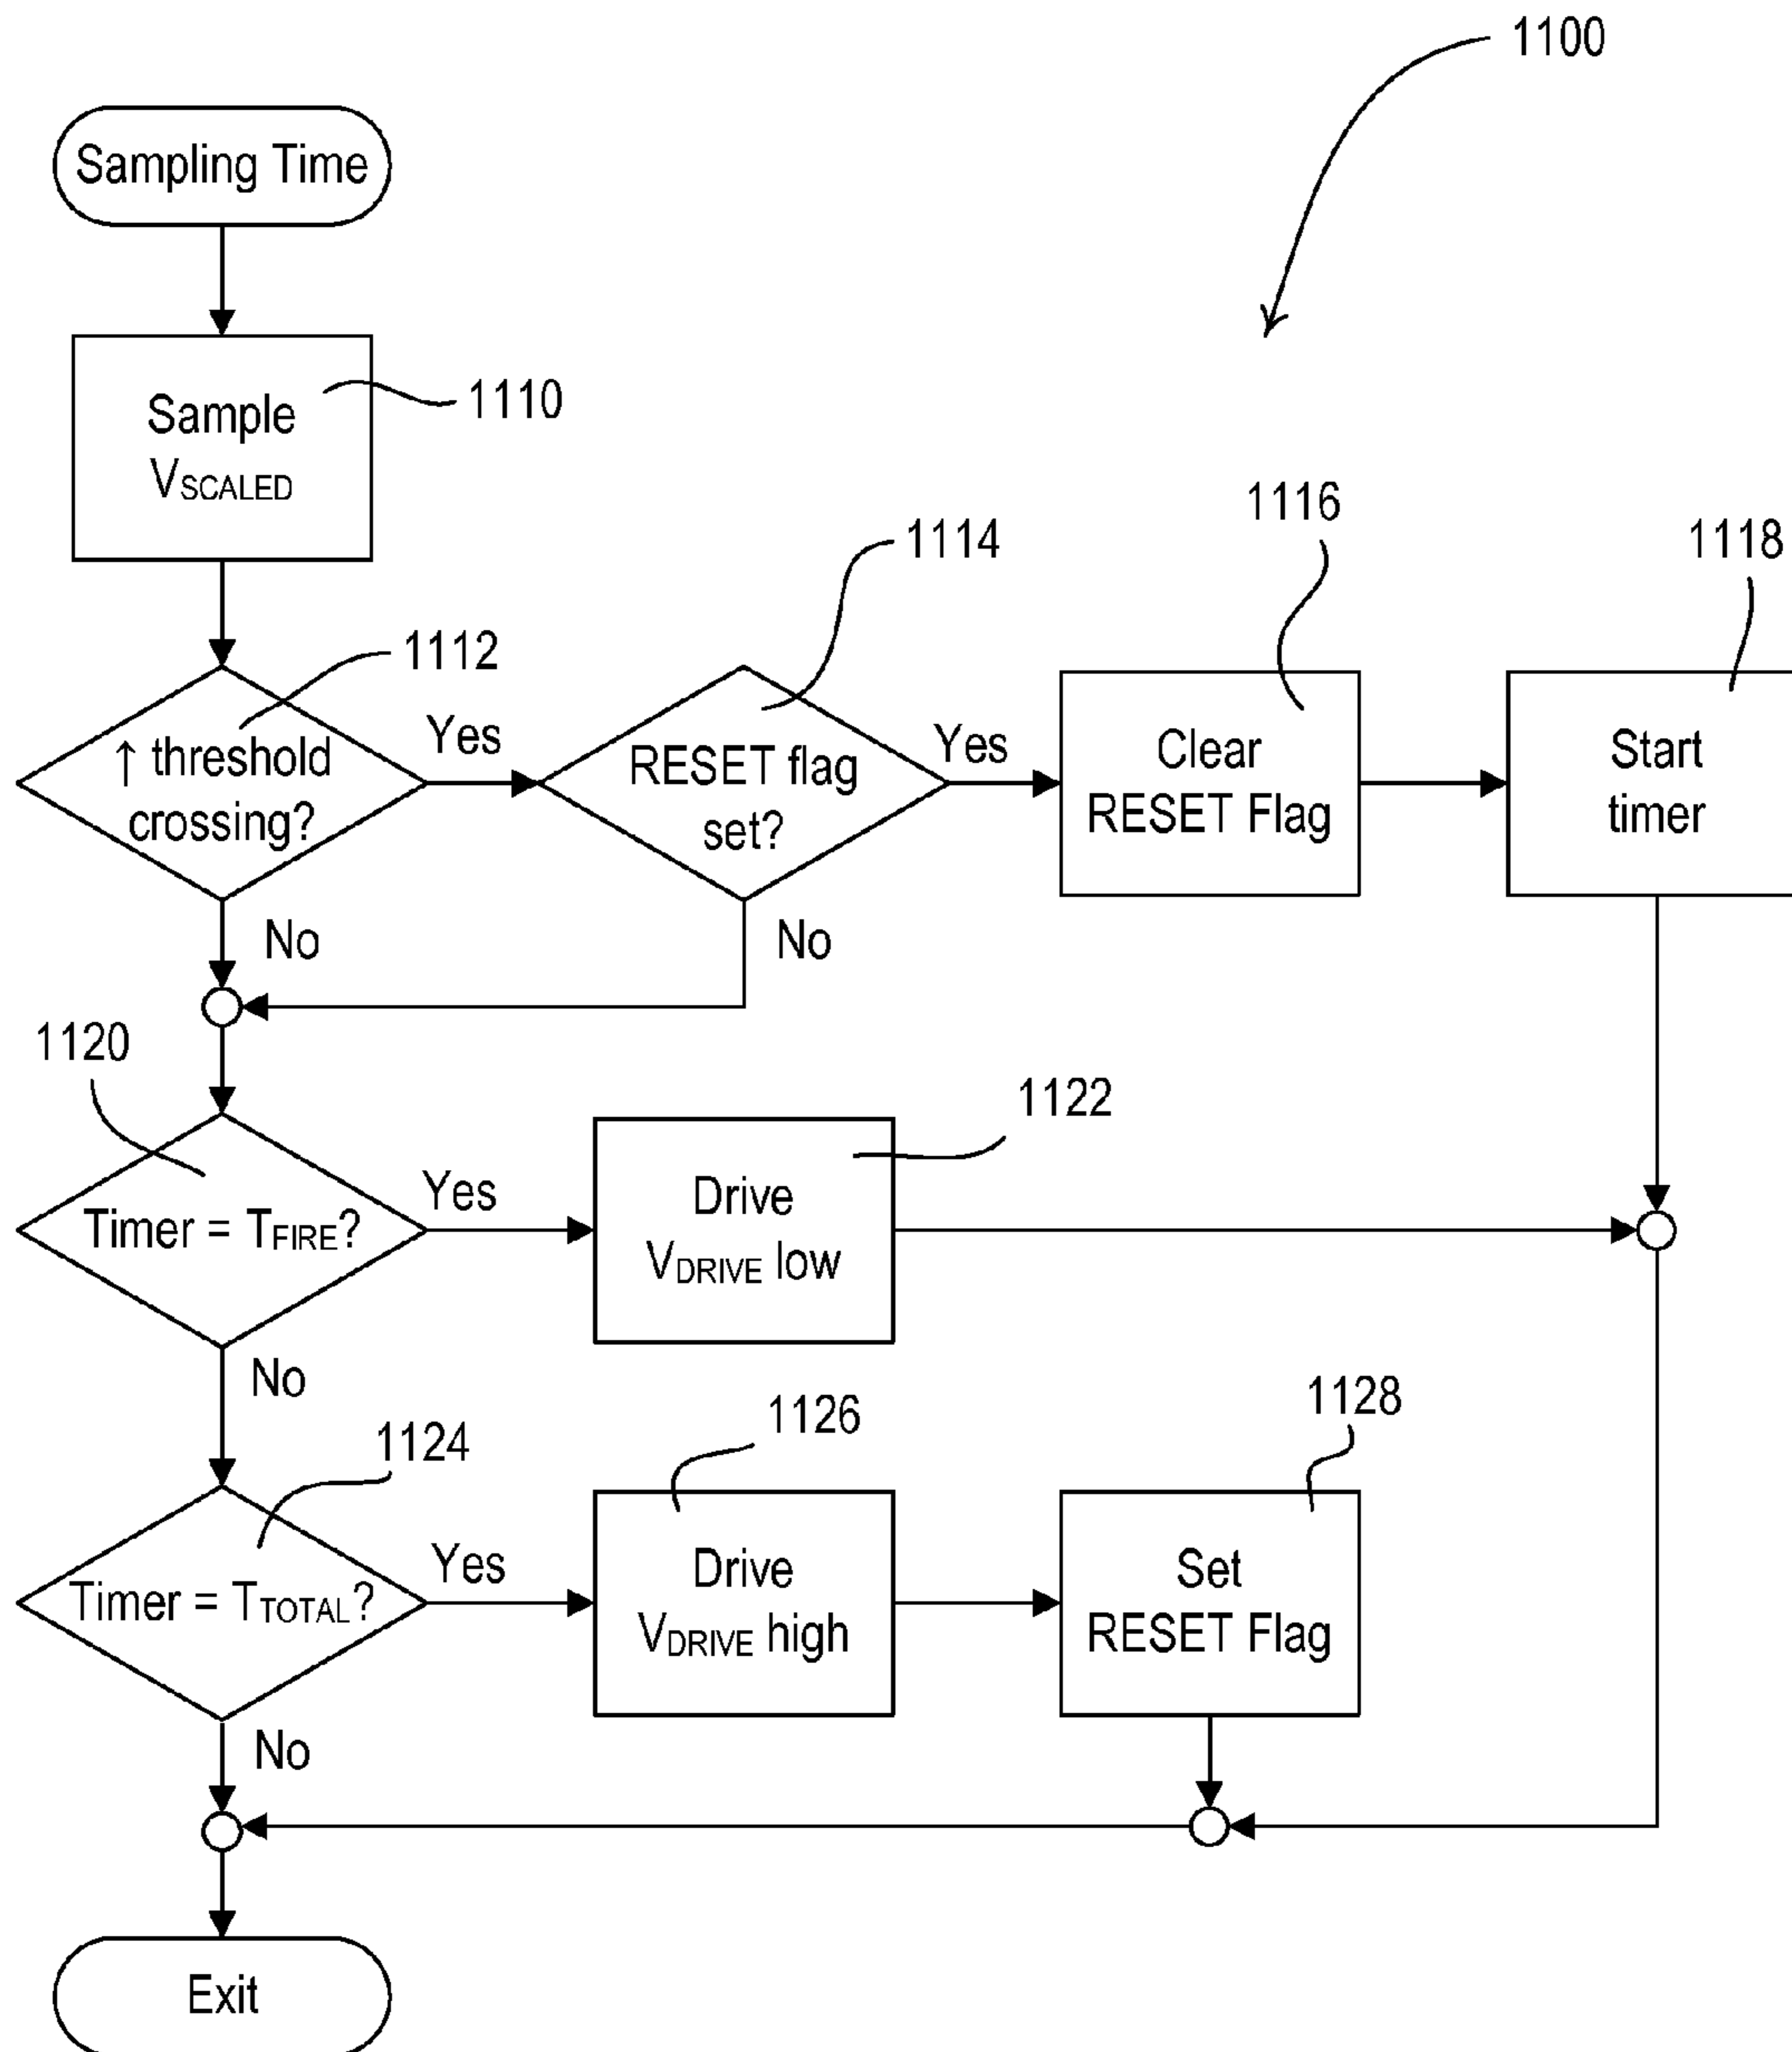 1100
Sampling Time
1110
Sample
VSCALED
1116
1114
1118
1112
↑ threshold
crossing?
Yes
RESET flag
set?
Yes
Clear
RESET Flag
Start
timer
No
No
1120
1122
Timer = TFIRE?
Yes
Drive
VDRIVE low
No
1124
1126
1128
Timer = TTOTAL?
Yes
Drive
VDRIVE high
Set
RESET Flag
No
Exit